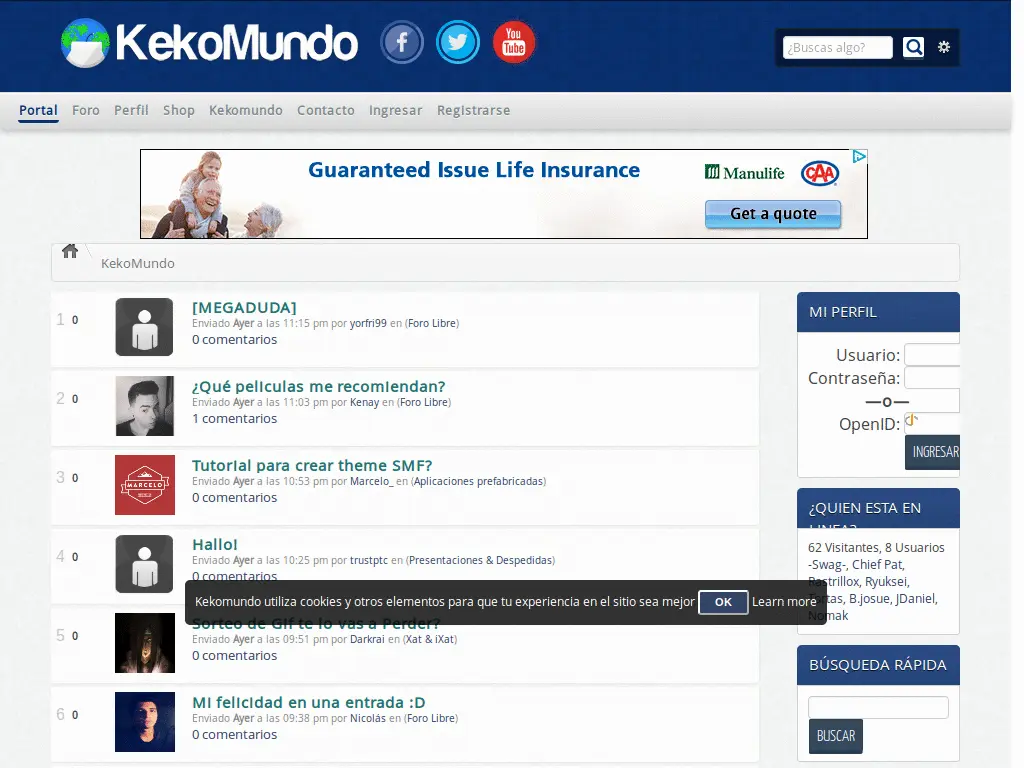 KekoMundo
f
You
Tube
¿Buscas algo?
Portal Foro Perfil Shop Kekomundo Contacto Ingresar Registrarse
Guaranteed Issue Life Insurance
Manulife
CAA
Get a quote
KekoMundo
1 0
[MEGADUDA]
Enviado Ayer a las 11:15 pm por yorfri99 en (Foro Libre)
0 comentarios
2 0
¿Qué peliculas me recomiendan?
Enviado Ayer a las 11:03 pm por Kenay en (Foro Libre)
1 comentarios
3 0
MARCELO
Tutorial para crear theme SMF?
Enviado Ayer a las 10:53 pm por Marcelo_ en (Aplicaciones prefabricadas)
0 comentarios
4 0
Hallo!
Enviado Ayer a las 10:25 pm por trustptc en (Presentaciones & Despedidas)
0 comentarios
Kekomundo utiliza cookies y otros elementos para que tu experiencia en el sitio sea mejor OK Learn more
5 0
Sorteo de Gif te lo vas a Perder?
Enviado Ayer a las 09:51 pm por Darkrai en (Xat & iXat)
0 comentarios
6 0
Mi felicidad en una entrada :D
Enviado Ayer a las 09:38 pm por Nicolás en (Foro Libre)
0 comentarios
MI PERFIL
Usuario:
Contraseña:
—o—
OpenID:
INGRESAR
¿QUIEN ESTA EN
LINEA?
62 Visitantes, 8 Usuarios
-Swag-, Chief Pat,
Rastrillox, Ryuksei,
Tortas, B.josue, JDaniel,
Nomak
BÚSQUEDA RÁPIDA
BUSCAR